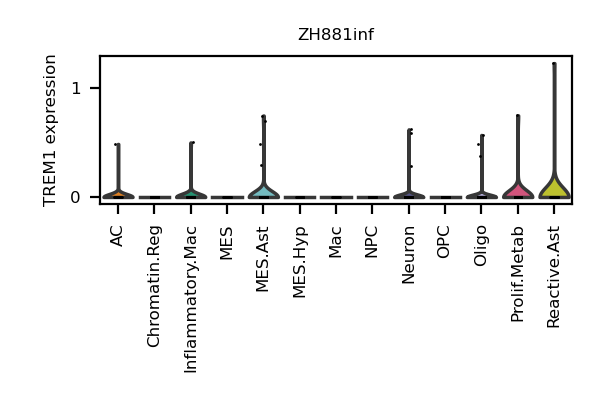 ZH881inf
TREM1 expression
1
0
AC
Chromatin.Reg
Inflammatory.Mac
MES
MES.Ast
MES.Hyp
Mac
NPC
Neuron
OPC
Oligo
Prolif.Metab
Reactive.Ast